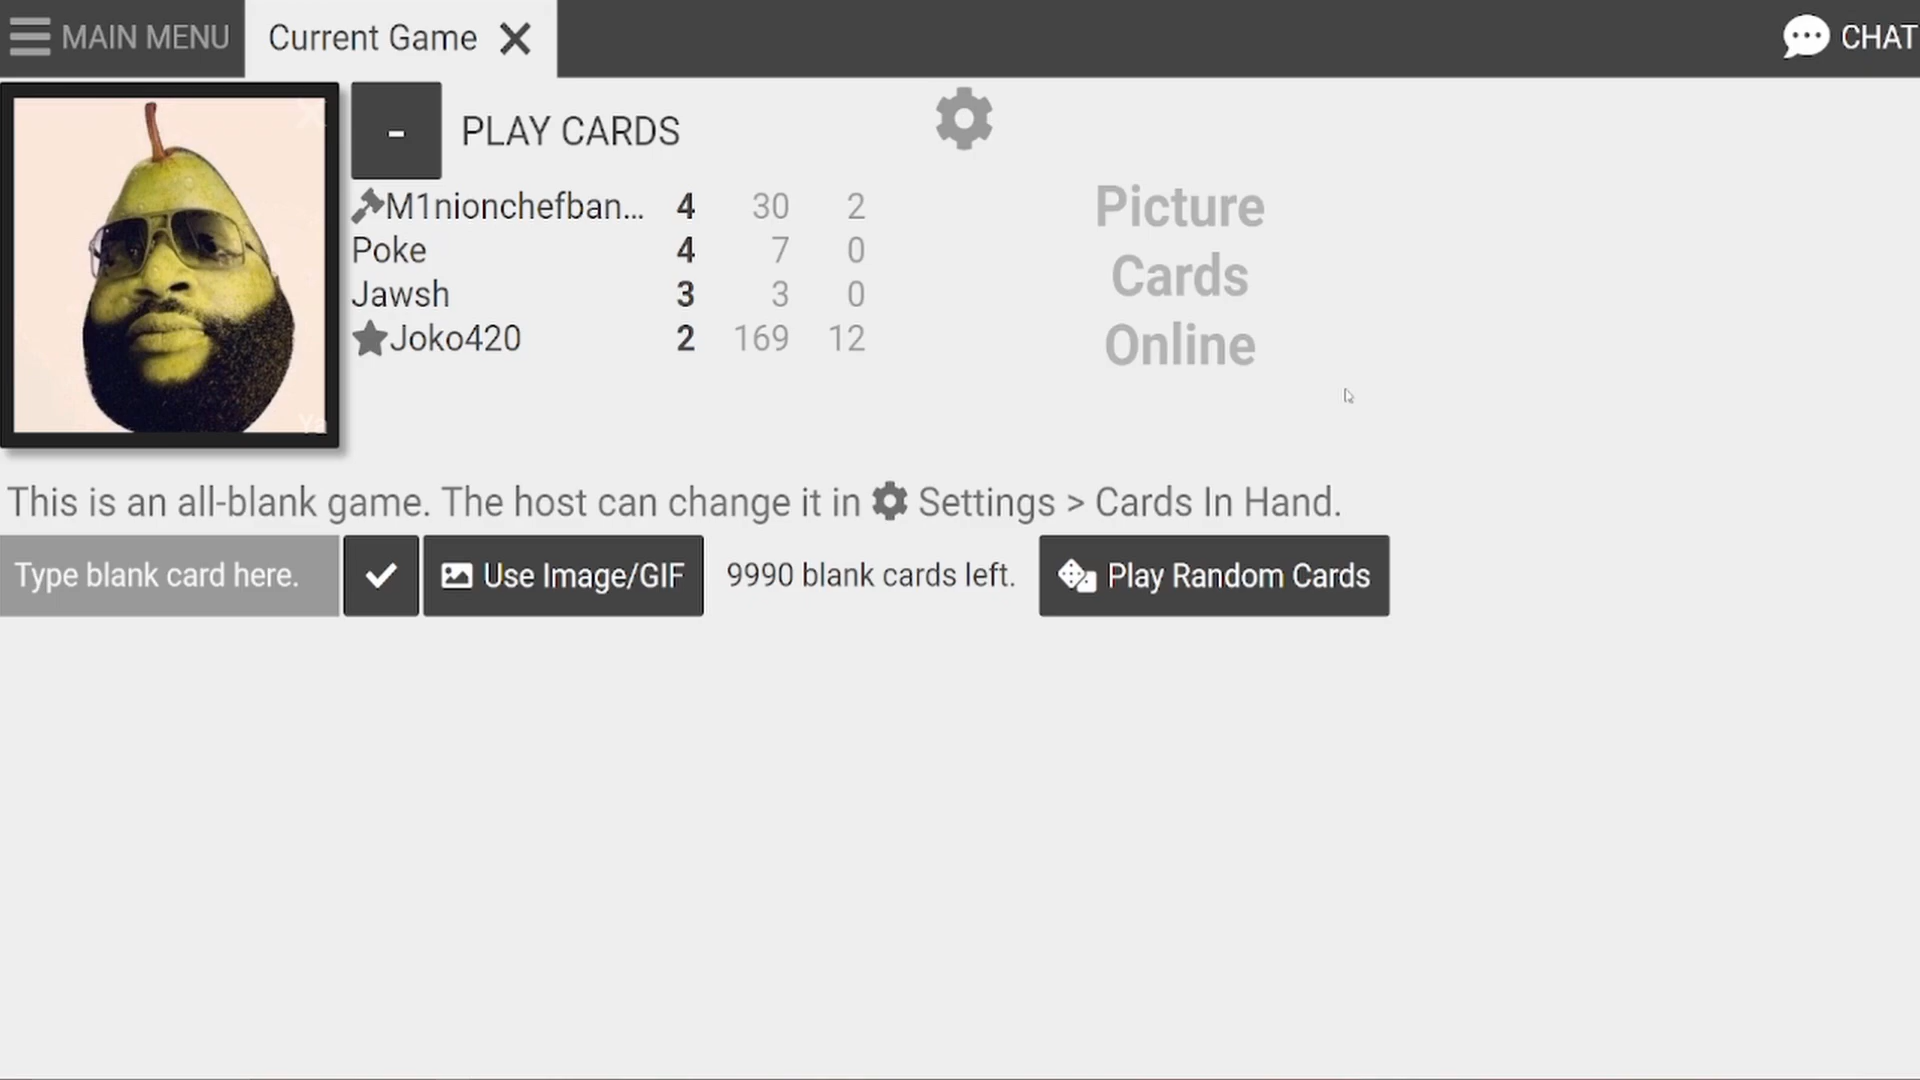 MAIN MENU
Current Game
CHAT
-
PLAY CARDS
M1nionchefban... 4 30 2
Poke 4 7 0
Jawsh 3 3 0
Joko420 2 169 12
Picture
Cards
Online
This is an all-blank game. The host can change it in Settings > Cards In Hand.
Type blank card here.
Use Image/GIF
9990 blank cards left.
Play Random Cards